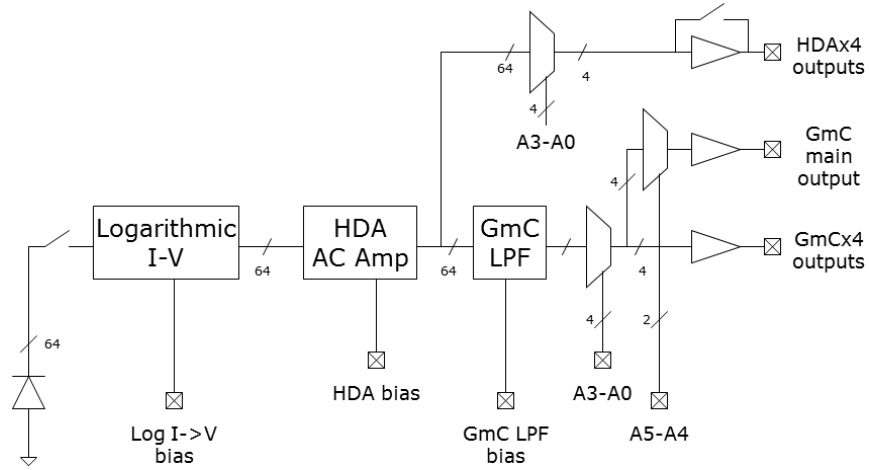 64
4
HDAx4
outputs
4
A3-A0
GmC
main
output
4
Logarithmic
I-V
64
HDA
AC Amp
64
GmC
LPF
4
GmCx4
outputs
64
4
2
HDA bias
A3-A0
Log I->V
bias
GmC LPF
bias
A5-A4